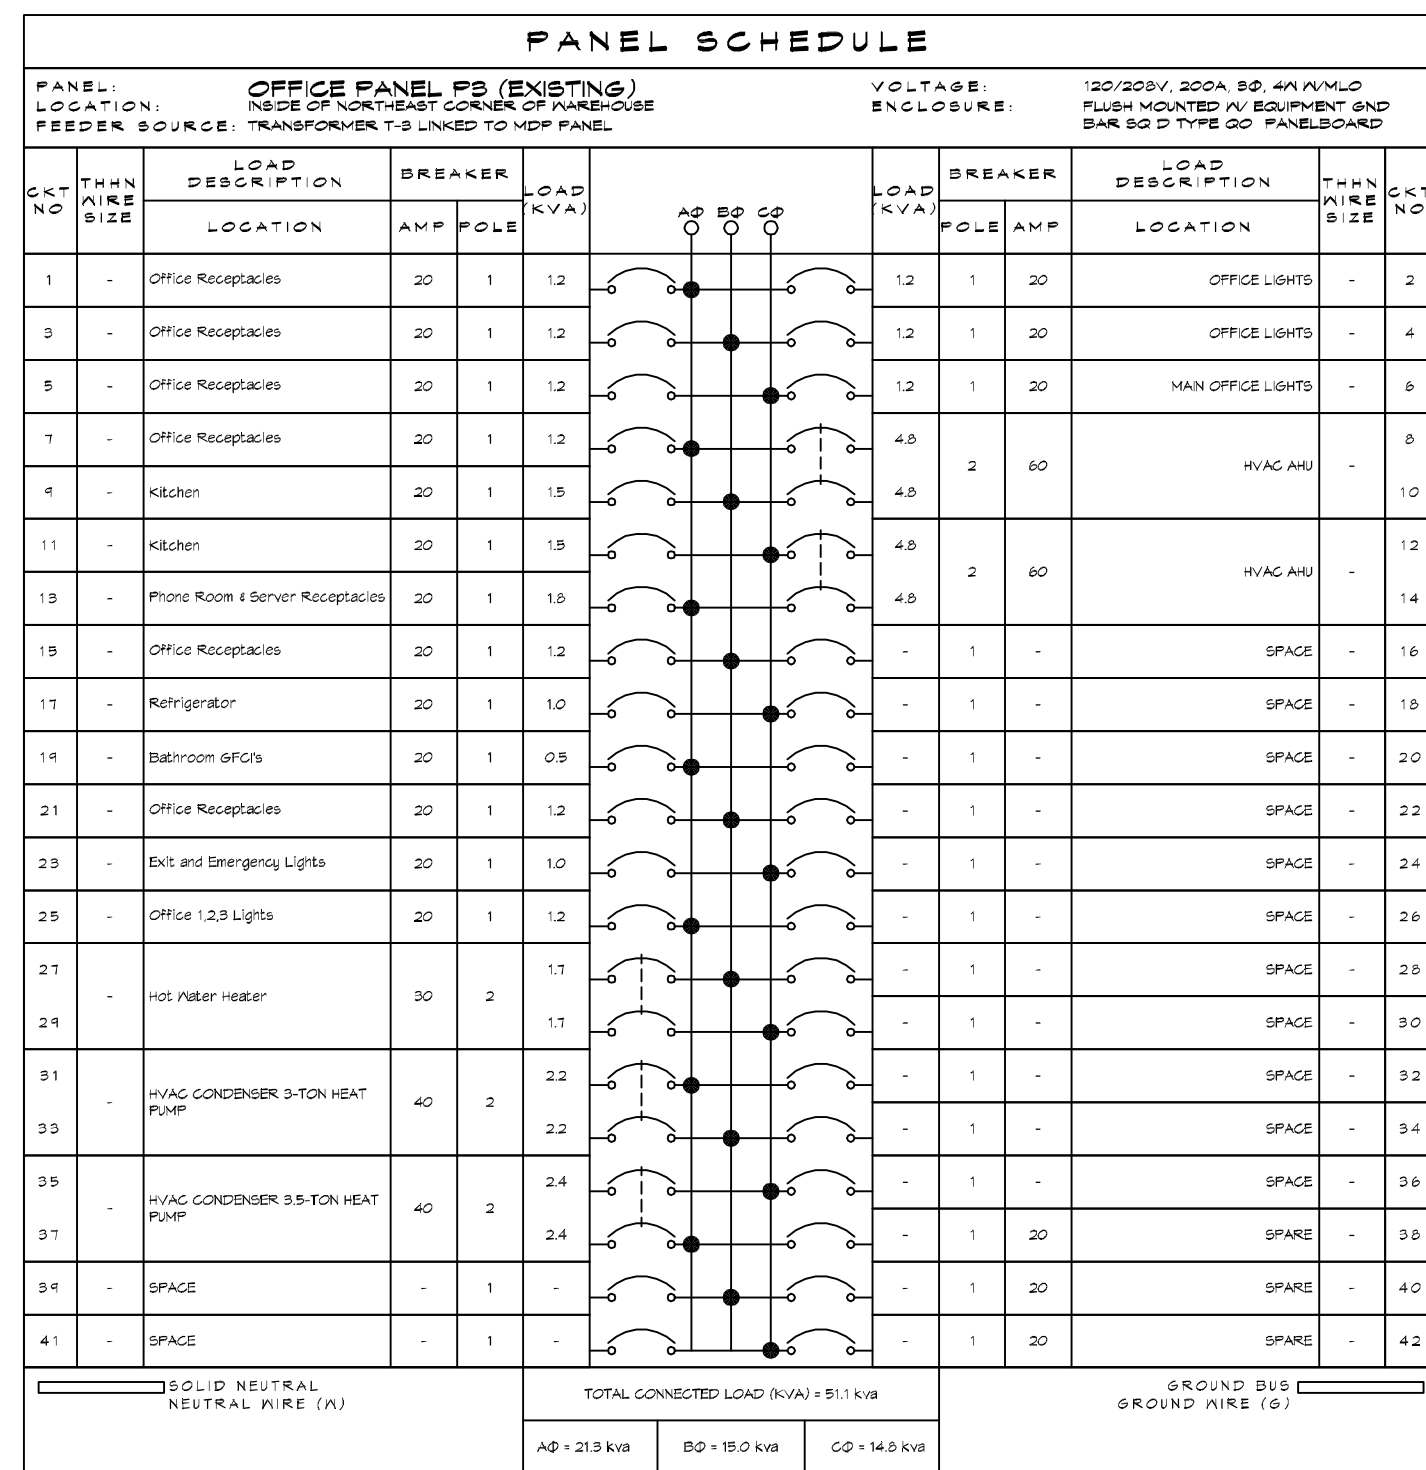 PANEL SCHEDULE
PANEL: OFFICE PANEL P3 (EXISTING) VOLTAGE: 120/208V, 200A, 3Φ, 4W W/MLO
LOCATION: INSIDE OF NORTHEAST CORNER OF WAREHOUSE ENCLOSURE: FLUSH MOUNTED W/ EQUIPMENT GND
FEEDER SOURCE: TRANSFORMER T-3 LINKED TO MDP PANEL BAR SQ D TYPE QO PANELBOARD
CKT NO THHN WIRE SIZE LOAD DESCRIPTION LOCATION BREAKER AMP POLE LOAD (KVA) AΦ BΦ CΦ LOAD (KVA) BREAKER POLE AMP LOAD DESCRIPTION LOCATION THHN WIRE SIZE CKT NO
1 - Office Receptacles 20 1 1.2 1.2 1 20 OFFICE LIGHTS - 2
3 - Office Receptacles 20 1 1.2 1.2 1 20 OFFICE LIGHTS - 4
5 - Office Receptacles 20 1 1.2 1.2 1 20 MAIN OFFICE LIGHTS - 6
7 - Office Receptacles 20 1 1.2 4.8 8
2 60 HVAC AHU -
9 - Kitchen 20 1 1.5 4.8 10
11 - Kitchen 20 1 1.5 4.8 12
2 60 HVAC AHU -
13 - Phone Room & Server Receptacles 20 1 1.8 4.8 14
15 - Office Receptacles 20 1 1.2 - 1 - SPACE - 16
17 - Refrigerator 20 1 1.0 - 1 - SPACE - 18
19 - Bathroom GFCI's 20 1 0.5 - 1 - SPACE - 20
21 - Office Receptacles 20 1 1.2 - 1 - SPACE - 22
23 - Exit and Emergency Lights 20 1 1.0 - 1 - SPACE - 24
25 - Office 1,2,3 Lights 20 1 1.2 - 1 - SPACE - 26
27 1.7 - 1 - SPACE - 28
- Hot Water Heater 30 2
29 1.7 - 1 - SPACE - 30
31 2.2 - 1 - SPACE - 32
- HVAC CONDENSER 3-TON HEAT PUMP 40 2
33 2.2 - 1 - SPACE - 34
35 2.4 - 1 - SPACE - 36
- HVAC CONDENSER 3.5-TON HEAT PUMP 40 2
37 2.4 - 1 20 SPARE - 38
39 - SPACE - 1 - - 1 20 SPARE - 40
41 - SPACE - 1 - - 1 20 SPARE - 42
SOLID NEUTRAL
NEUTRAL WIRE (W)
TOTAL CONNECTED LOAD (KVA) = 51.1 kva
AΦ = 21.3 kva BΦ = 15.0 kva CΦ = 14.8 kva
GROUND BUS
GROUND WIRE (G)